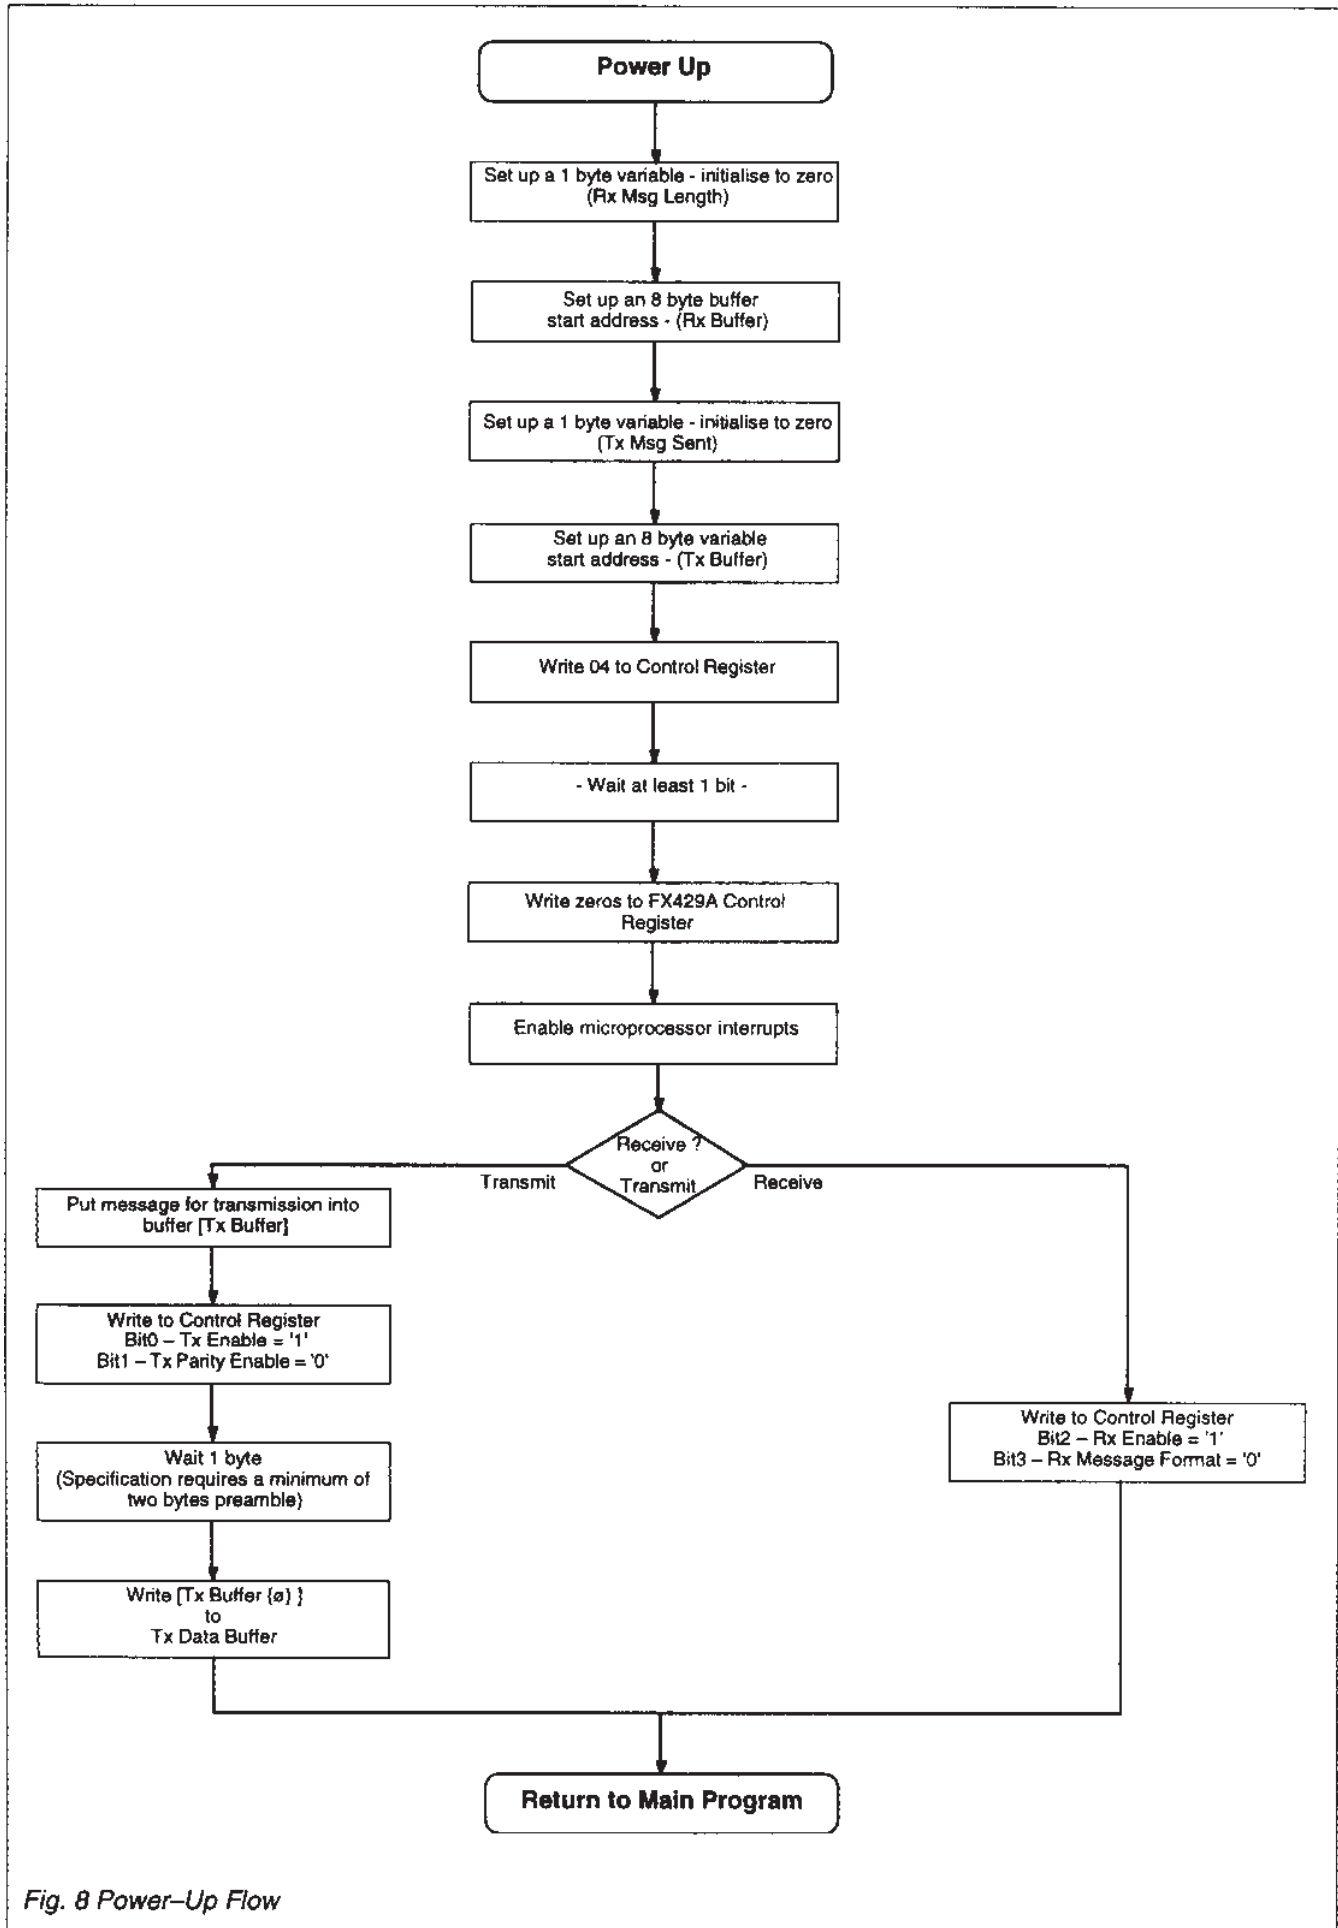 Power Up
Set up a 1 byte variable - initialise to zero
(Rx Msg Length)
Set up an 8 byte buffer
start address - (Rx Buffer)
Set up a 1 byte variable - initialise to zero
(Tx Msg Sent)
Set up an 8 byte variable
start address - (Tx Buffer)
Write 04 to Control Register
- Wait at least 1 bit -
Write zeros to FX429A Control
Register
Enable microprocessor interrupts
Receive ?
or
Transmit
Transmit
Receive
Put message for transmission into
buffer [Tx Buffer]
Write to Control Register
Bit0 – Tx Enable = '1'
Bit1 – Tx Parity Enable = '0'
Wait 1 byte
(Specification requires a minimum of
two bytes preamble)
Write [Tx Buffer (ø) ]
to
Tx Data Buffer
Write to Control Register
Bit2 – Rx Enable = '1'
Bit3 – Rx Message Format = '0'
Return to Main Program
Fig. 8 Power–Up Flow